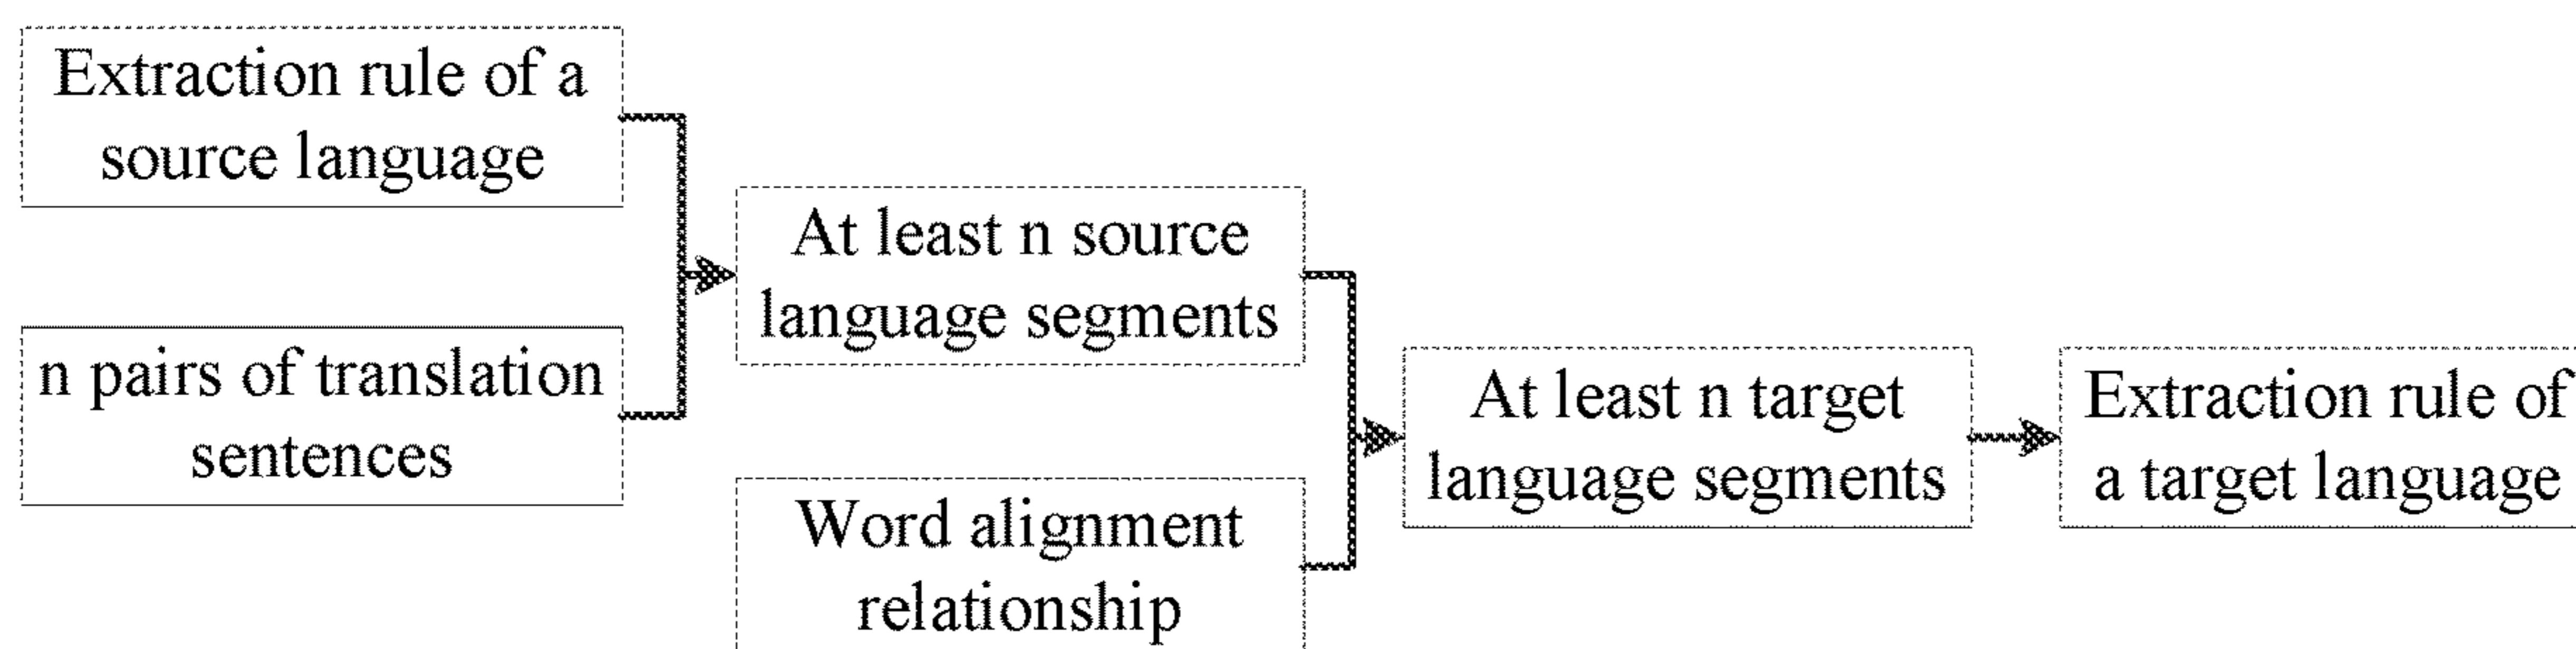 Extraction rule of a
source language
n pairs of translation
sentences
At least n source
language segments
Word alignment
relationship
At least n target
language segments
Extraction rule of
a target language